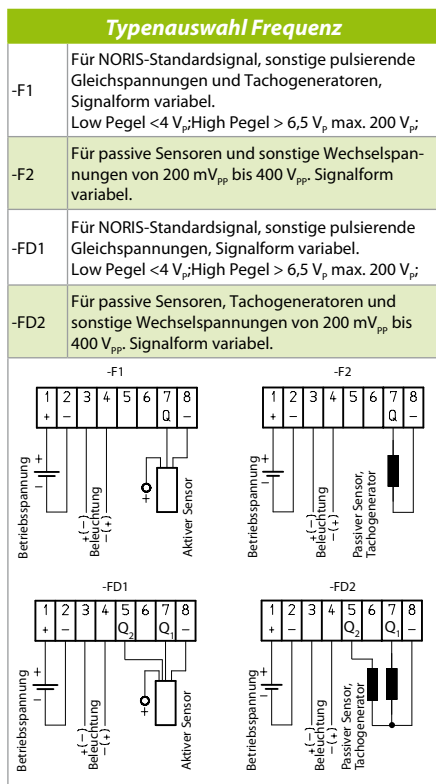 Typenauswahl Frequenz
-F1
Für NORIS-Standardsignal, sonstige pulsierende
Gleichspannungen und Tachogeneratoren,
Signalform variabel.
Low Pegel <4 Vp;High Pegel > 6,5 Vp max. 200 Vp;
-F2
Für passive Sensoren und sonstige Wechselspan-
nungen von 200 mVPP bis 400 VPP. Signalform
variabel.
-FD1
Für NORIS-Standardsignal, sonstige pulsierende
Gleichspannungen, Signalform variabel.
Low Pegel <4 Vp;High Pegel > 6,5 Vp max. 200 Vp;
-FD2
Für passive Sensoren, Tachogeneratoren und
sonstige Wechselspannungen von 200 mVPP bis
400 VPP. Signalform variabel.
-F1
1 2 3 4 5 6 7 8
+ − Q −
+
−
Betriebsspannung
+(−)
Beleuchtung
−(+)
+
Aktiver Sensor
-F2
1 2 3 4 5 6 7 8
+ − Q −
+
−
Betriebsspannung
+(−)
Beleuchtung
−(+)
Passiver Sensor,
Tachogenerator
-FD1
1 2 3 4 5 6 7 8
+ − Q2 Q1 −
+
−
Betriebsspannung
+(−)
Beleuchtung
−(+)
+
Aktiver Sensor
-FD2
1 2 3 4 5 6 7 8
+ − Q2 Q1 −
+
−
Betriebsspannung
+(−)
Beleuchtung
−(+)
Passiver Sensor,
Tachogenerator